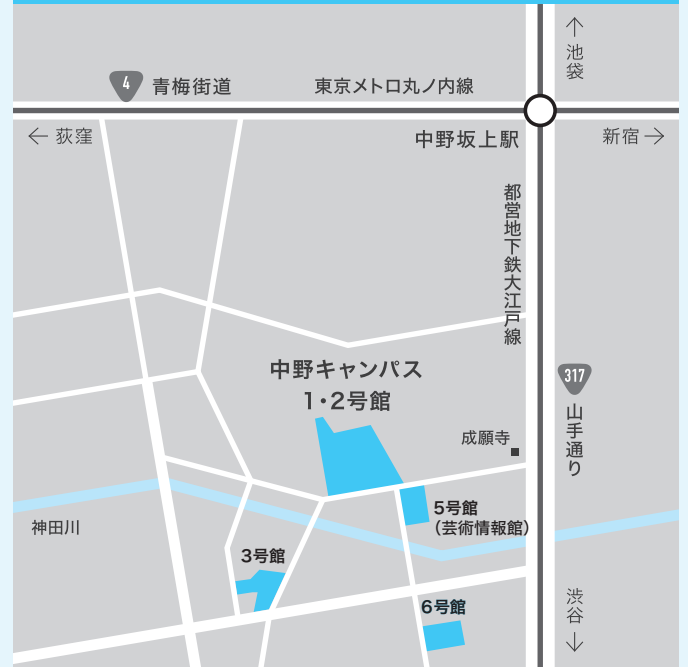 ↑
池袋
4
青梅街道
東京メトロ丸ノ内線
← 荻窪
中野坂上駅
新宿 →
都営地下鉄大江戸線
中野キャンパス
1・2号館
317
山手通り
成願寺
5号館
（芸術情報館）
神田川
3号館
6号館
渋谷
↓